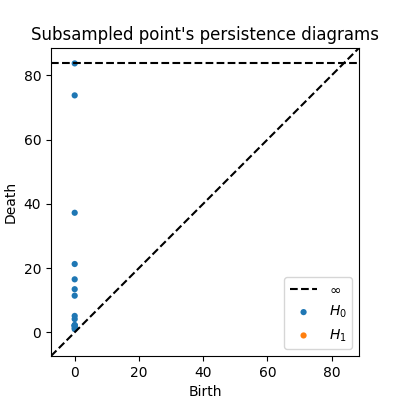 Subsampled point's persistence diagrams
80
60
40
20
0
Death
0 20 40 60 80
Birth
∞
H₀
H₁